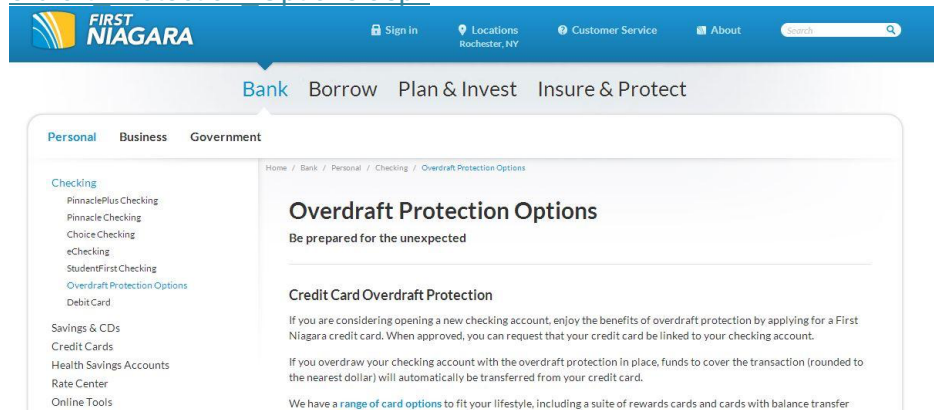 FIRST
NIAGARA
Sign in
Locations
Rochester, NY
Customer Service
About
Search
Bank Borrow Plan & Invest Insure & Protect
Personal Business Government
Home / Bank / Personal / Checking / Overdraft Protection Options
Checking
PinnaclePlus Checking
Pinnacle Checking
Choice Checking
eChecking
StudentFirst Checking
Overdraft Protection Options
Debit Card
Savings & CDs
Credit Cards
Health Savings Accounts
Rate Center
Online Tools
Overdraft Protection Options
Be prepared for the unexpected
Credit Card Overdraft Protection
If you are considering opening a new checking account, enjoy the benefits of overdraft protection by applying for a First
Niagara credit card. When approved, you can request that your credit card be linked to your checking account.
If you overdraw your checking account with the overdraft protection in place, funds to cover the transaction (rounded to
the nearest dollar) will automatically be transferred from your credit card.
We have a range of card options to fit your lifestyle, including a suite of rewards cards and cards with balance transfer